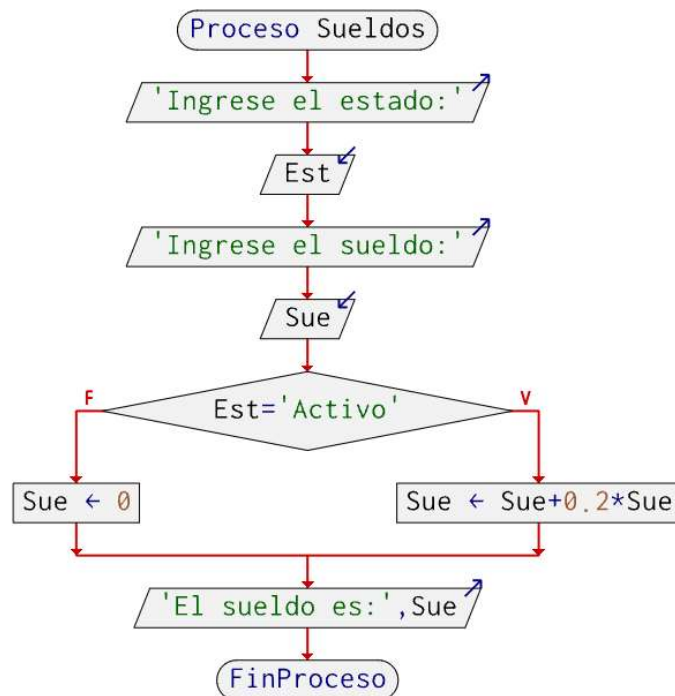 Proceso Sueldos
'Ingrese el estado:'
Est
'Ingrese el sueldo:'
Sue
F
V
Est='Activo'
Sue ← 0
Sue ← Sue+0.2*Sue
'El sueldo es:',Sue
FinProceso